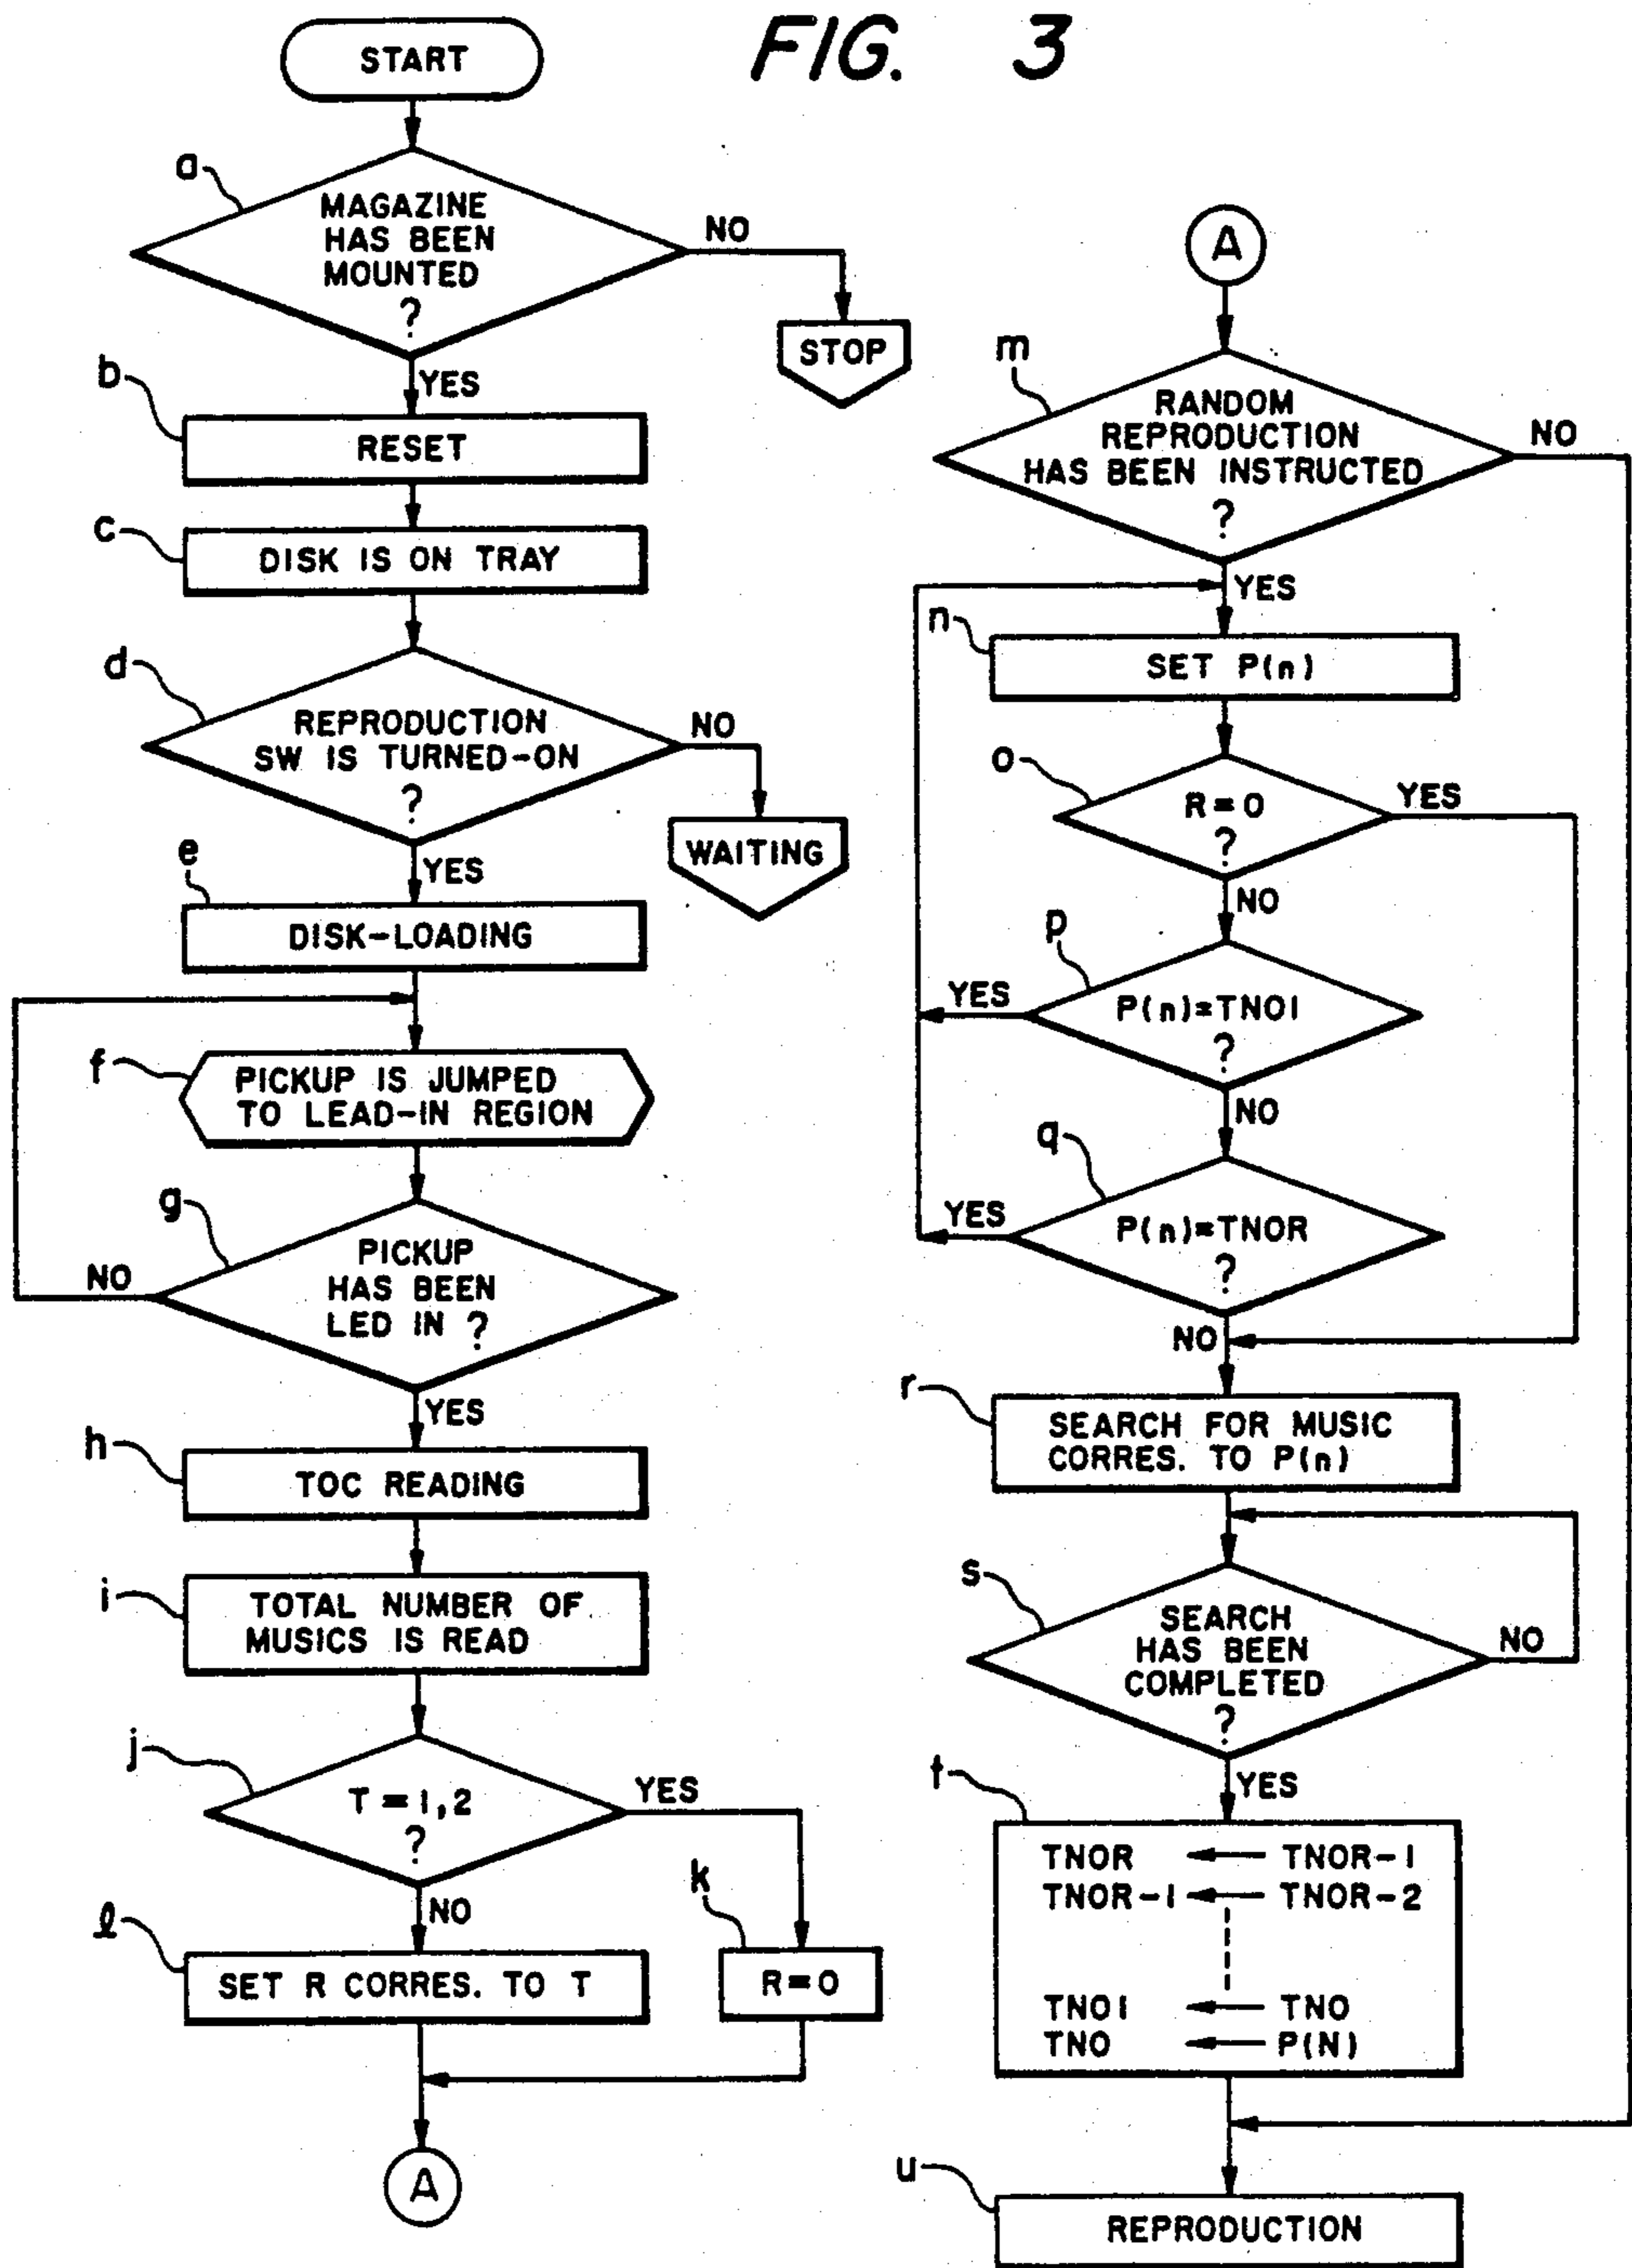 FIG. 3
START
a
MAGAZINE
HAS BEEN
MOUNTED
?
NO
STOP
YES
b
RESET
c
DISK IS ON TRAY
d
REPRODUCTION
SW IS TURNED-ON
?
NO
WAITING
YES
e
DISK-LOADING
f
PICKUP IS JUMPED
TO LEAD-IN REGION
g
PICKUP
HAS BEEN
LED IN ?
NO
YES
h
TOC READING
i
TOTAL NUMBER OF
MUSICS IS READ
j
T = 1,2
?
YES
NO
k
R=0
l
SET R CORRES. TO T
A
A
m
RANDOM
REPRODUCTION
HAS BEEN INSTRUCTED
?
NO
YES
n
SET P(n)
o
R=0
?
YES
NO
p
P(n)=TNO1
?
YES
NO
q
P(n)=TNOR
?
YES
NO
r
SEARCH FOR MUSIC
CORRES. TO P(n)
s
SEARCH
HAS BEEN
COMPLETED
?
NO
YES
t
TNOR ← TNOR-1
TNOR-1 ← TNOR-2
TNO1 ← TNO
TNO ← P(N)
u
REPRODUCTION